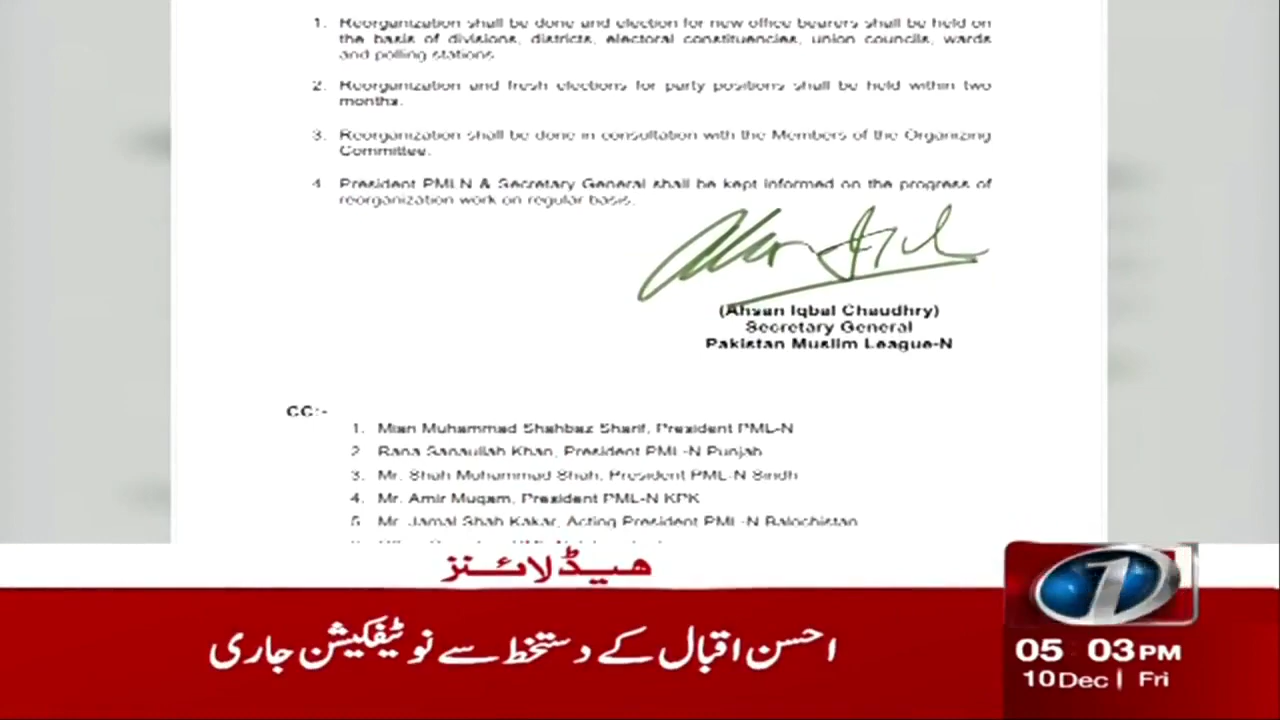 1. Reorganization shall be done and election for new office bearers shall be held on
the basis of divisions, districts, electoral constituencies, union councils, wards
and polling stations.
2. Reorganization and fresh elections for party positions shall be held within two
months.
3. Reorganization shall be done in consultation with the Members of the Organizing
Committee.
4. President PMLN & Secretary General shall be kept informed on the progress of
reorganization work on regular basis.
(Ahsan Iqbal Chaudhry)
Secretary General
Pakistan Muslim League-N
CC:-
1. Mian Muhammad Shahbaz Sharif, President PML-N
2. Rana Sanaullah Khan, President PML-N Punjab
3. Mr. Shah Mohammad Shah, President PML-N Sindh
4. Mr. Amir Muqam, President PML-N KPK
5. Mr. Jamal Shah Kakar, Acting President PML-N Balochistan
ہیڈلائنز
احسن اقبال کے دستخط سے نوٹیفکیشن جاری
1
05 03 PM
10 Dec | Fri